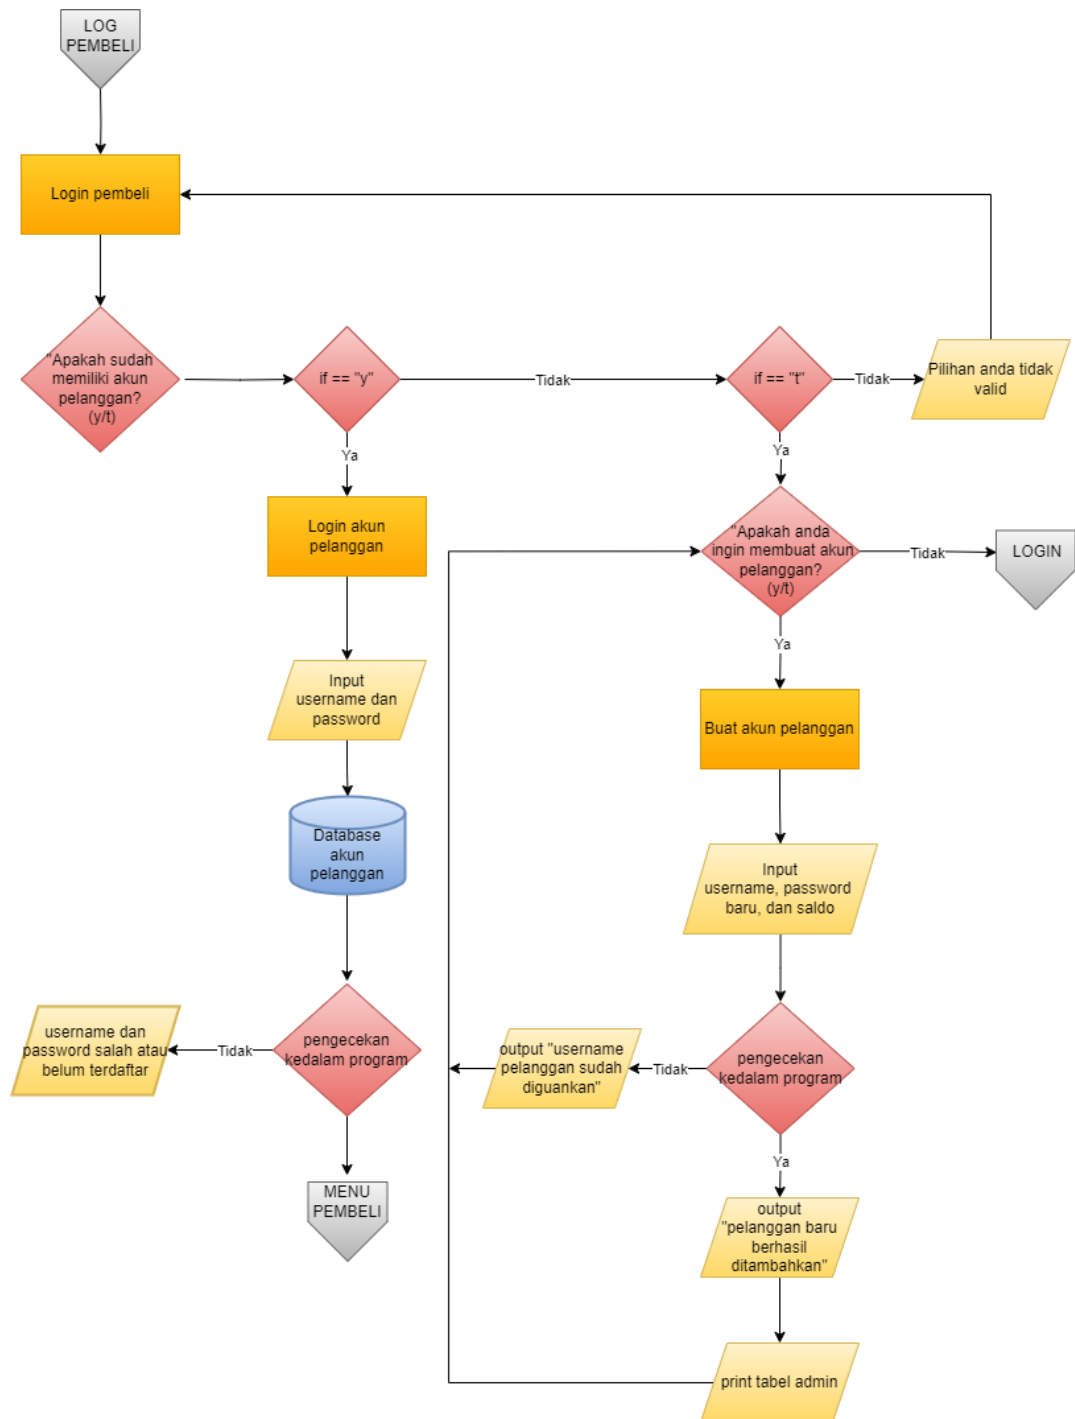 LOG
PEMBELI
Login pembeli
"Apakah sudah
memiliki akun
pelanggan?
(y/t)
if == "y"
Tidak
if == "t"
Tidak
Pilihan anda tidak
valid
Ya
Login akun
pelanggan
Input
username dan
password
Database
akun
pelanggan
pengecekan
kedalam program
Tidak
username dan
password salah atau
belum terdaftar
MENU
PEMBELI
Ya
"Apakah anda
ingin membuat akun
pelanggan?
(y/t)
Tidak
LOGIN
Ya
Buat akun pelanggan
Input
username, password
baru, dan saldo
pengecekan
kedalam program
Tidak
output "username
pelanggan sudah
diguankan"
Ya
output
"pelanggan baru
berhasil
ditambahkan"
print tabel admin